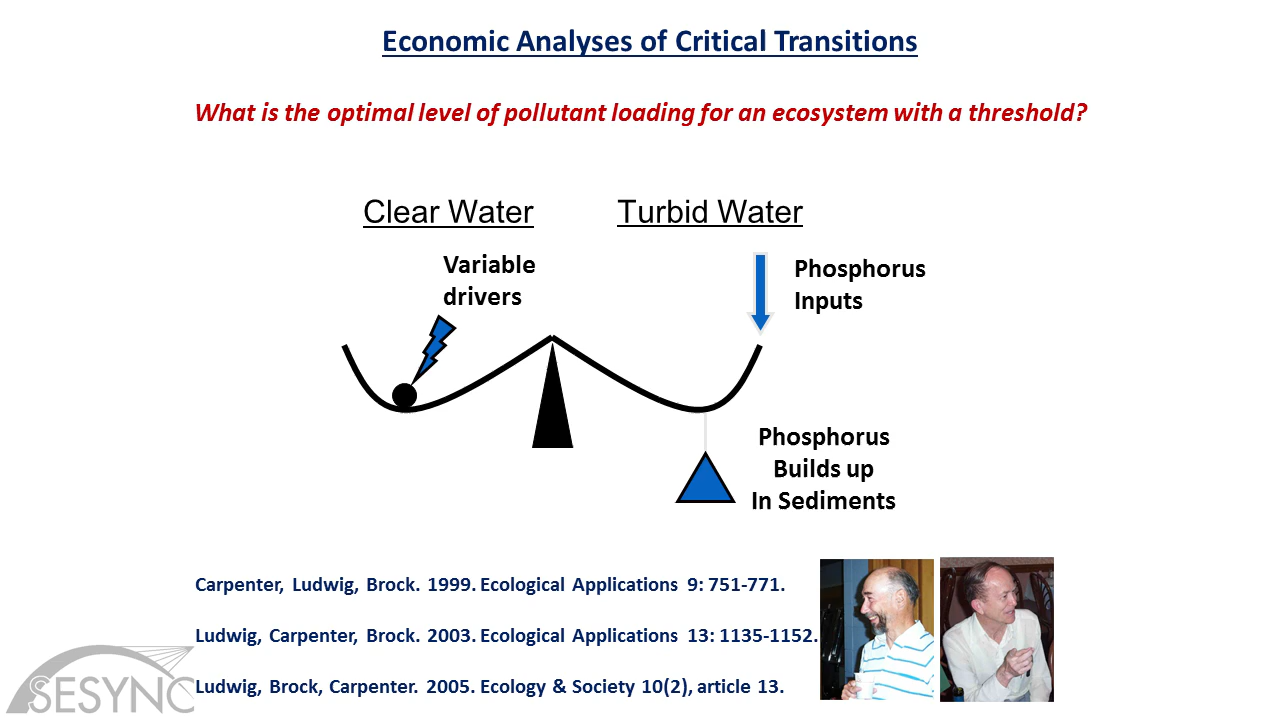 Economic Analyses of Critical Transitions
What is the optimal level of pollutant loading for an ecosystem with a threshold?
Clear Water
Turbid Water
Variable
drivers
Phosphorus
Inputs
Phosphorus
Builds up
In Sediments
Carpenter, Ludwig, Brock. 1999. Ecological Applications 9: 751-771.
Ludwig, Carpenter, Brock. 2003. Ecological Applications 13: 1135-1152.
Ludwig, Brock, Carpenter. 2005. Ecology & Society 10(2), article 13.
SESYNC